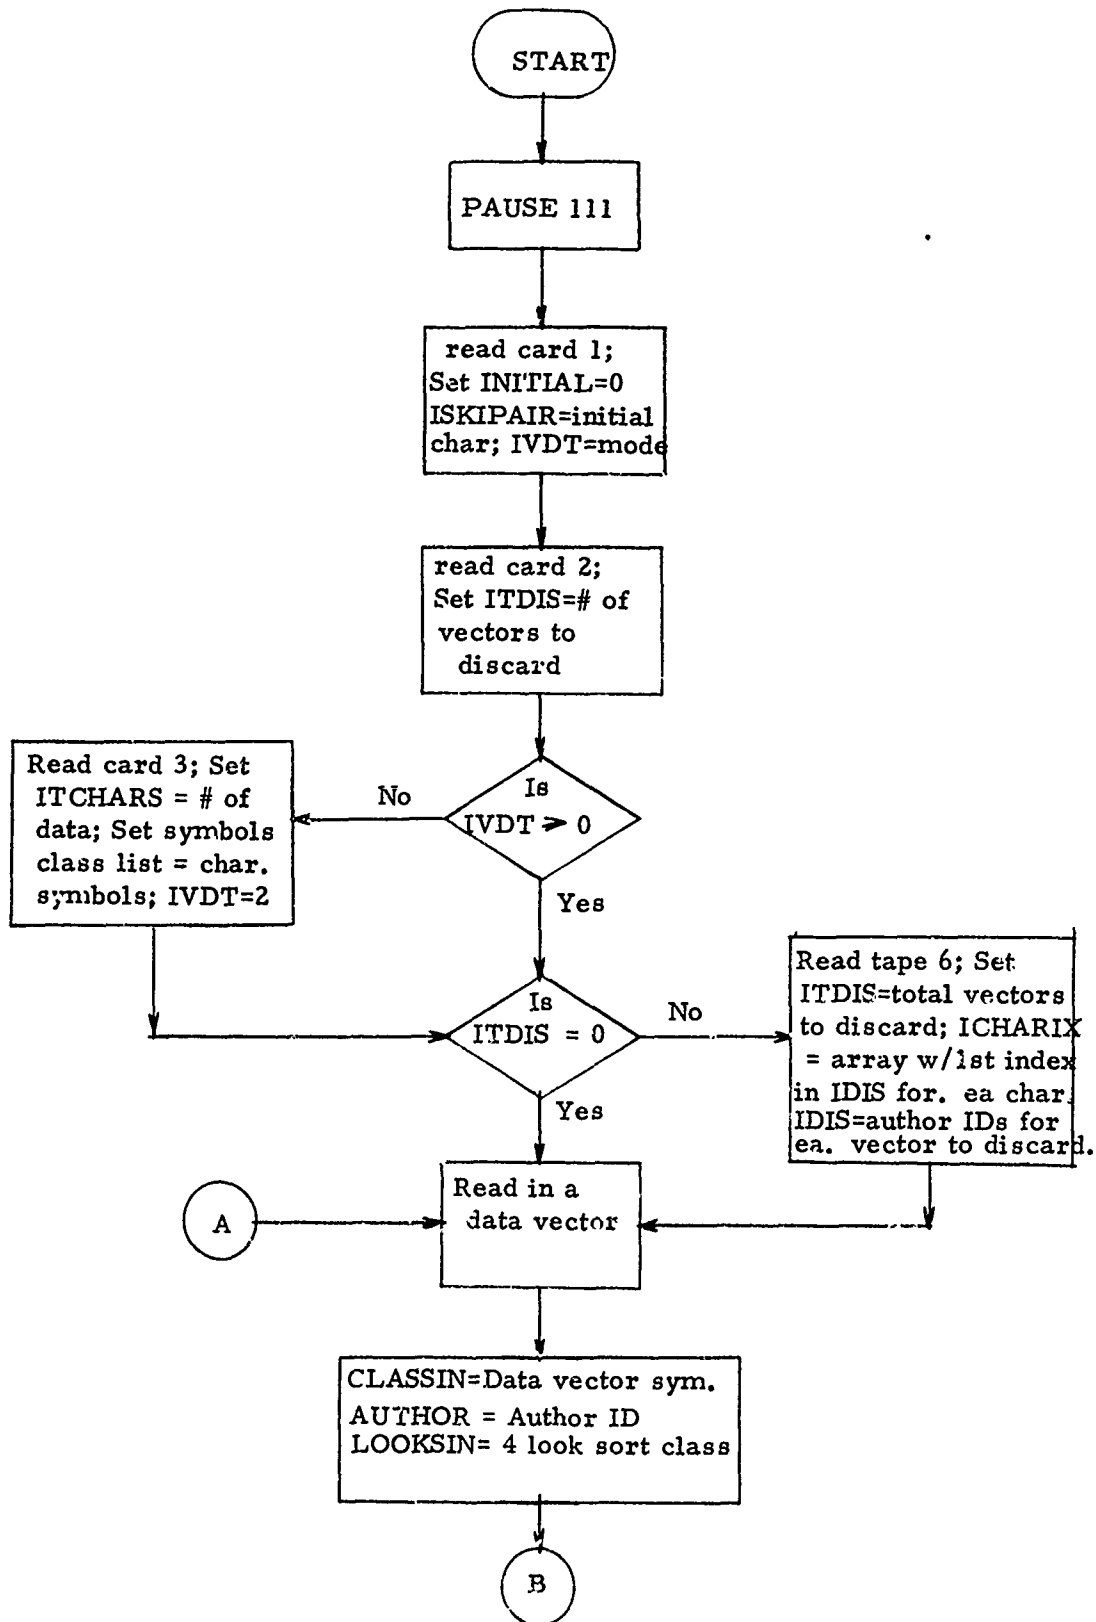 START
PAUSE 111
read card 1;
Set INITIAL=0
ISKIPAIR=initial
char; IVDT=mode
read card 2;
Set ITDIS=# of
vectors to
discard
Is
IVDT > 0
No
Yes
Read card 3; Set
ITCHARS = # of
data; Set symbols
class list = char.
symbols; IVDT=2
Is
ITDIS = 0
No
Yes
Read tape 6; Set
ITDIS=total vectors
to discard; ICHARIX
= array w/1st index
in IDIS for. ea char.
IDIS=author IDs for
ea. vector to discard.
A
Read in a
data vector
CLASSIN=Data vector sym.
AUTHOR = Author ID
LOOKSIN= 4 look sort class
B